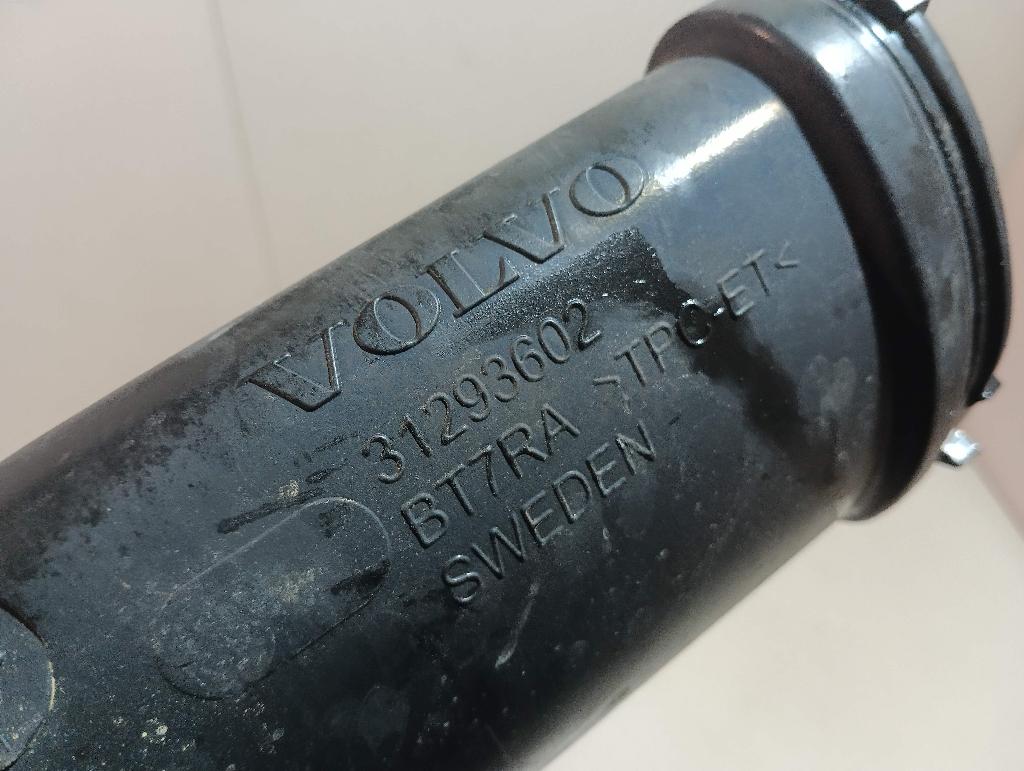 VOLVO
31293602
BT7RA >TPC-ET<
SWEDEN